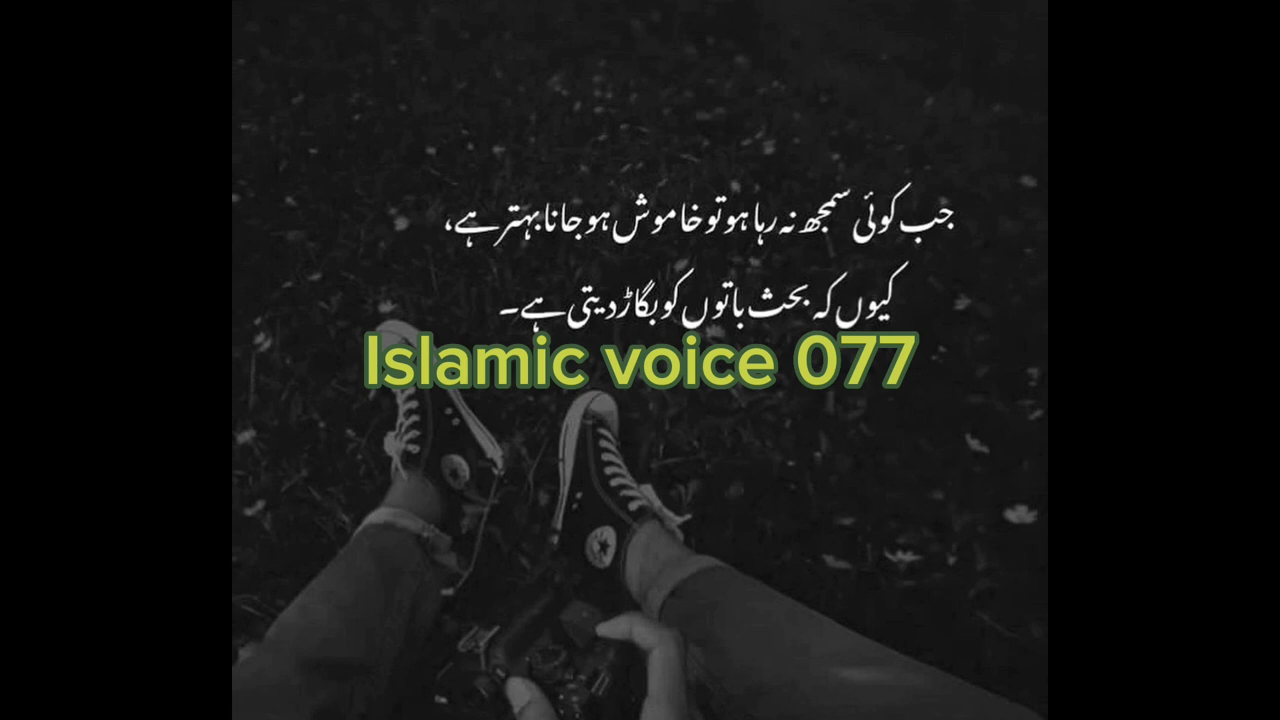 جب کوئی سمجھ نہ رہا ہو تو خاموش ہو جانا بہتر ہے،
کیوں کہ بحث باتوں کو بگاڑ دیتی ہے۔
Islamic voice 077